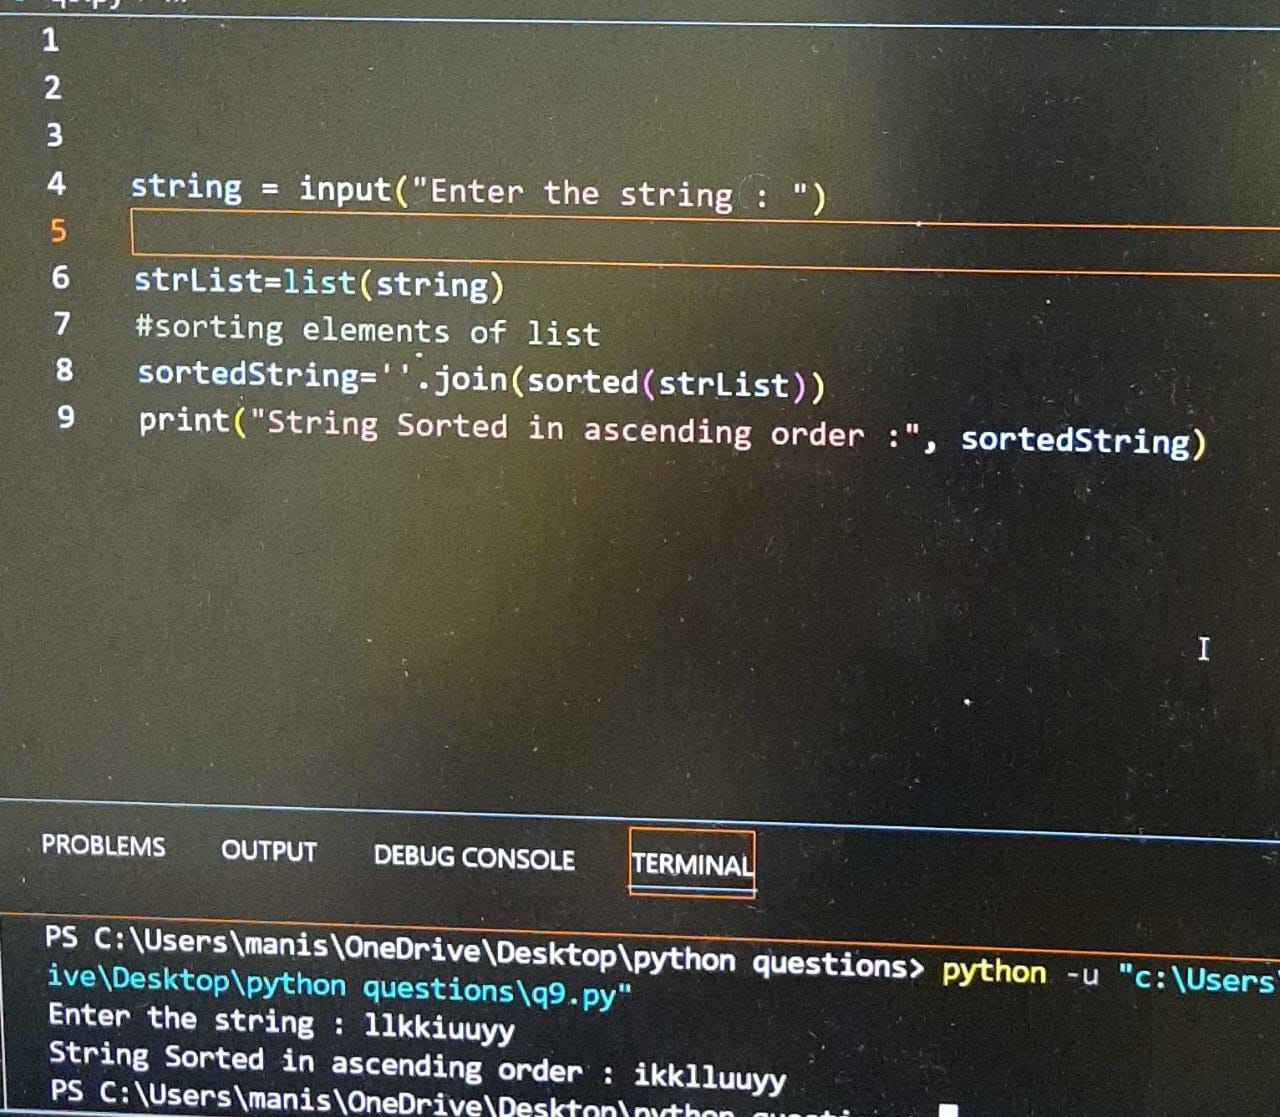 1
2
3
4 string = input("Enter the string : ")
5
6 strList=list(string)
7 #sorting elements of list
8 sortedString=''.join(sorted(strList))
9 print("String Sorted in ascending order :", sortedString)
PROBLEMS OUTPUT DEBUG CONSOLE TERMINAL
PS C:\Users\manis\OneDrive\Desktop\python questions> python -u "c:\Users\
ive\Desktop\python questions\q9.py"
Enter the string : llkkiuuyy
String Sorted in ascending order : ikklluuyy
PS C:\Users\manis\OneDrive\Desktop\python